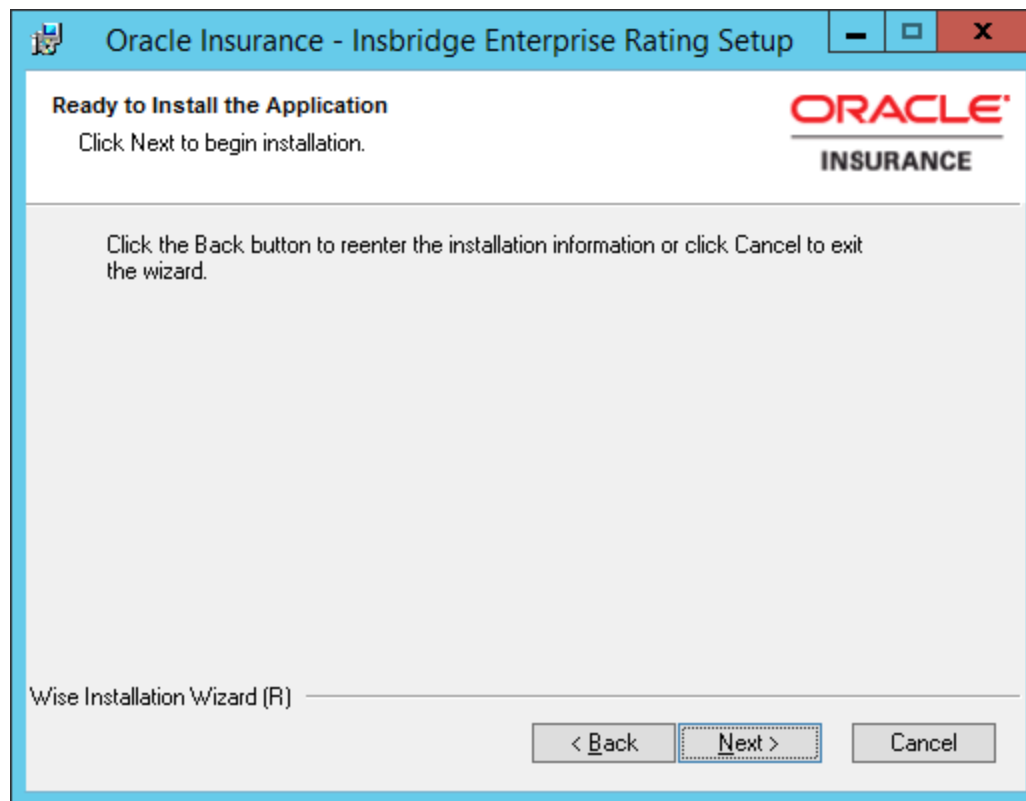 Oracle Insurance - Insbridge Enterprise Rating Setup
Ready to Install the Application
Click Next to begin installation.
ORACLE
INSURANCE
Click the Back button to reenter the installation information or click Cancel to exit
the wizard.
Wise Installation Wizard (R)
< Back Next > Cancel